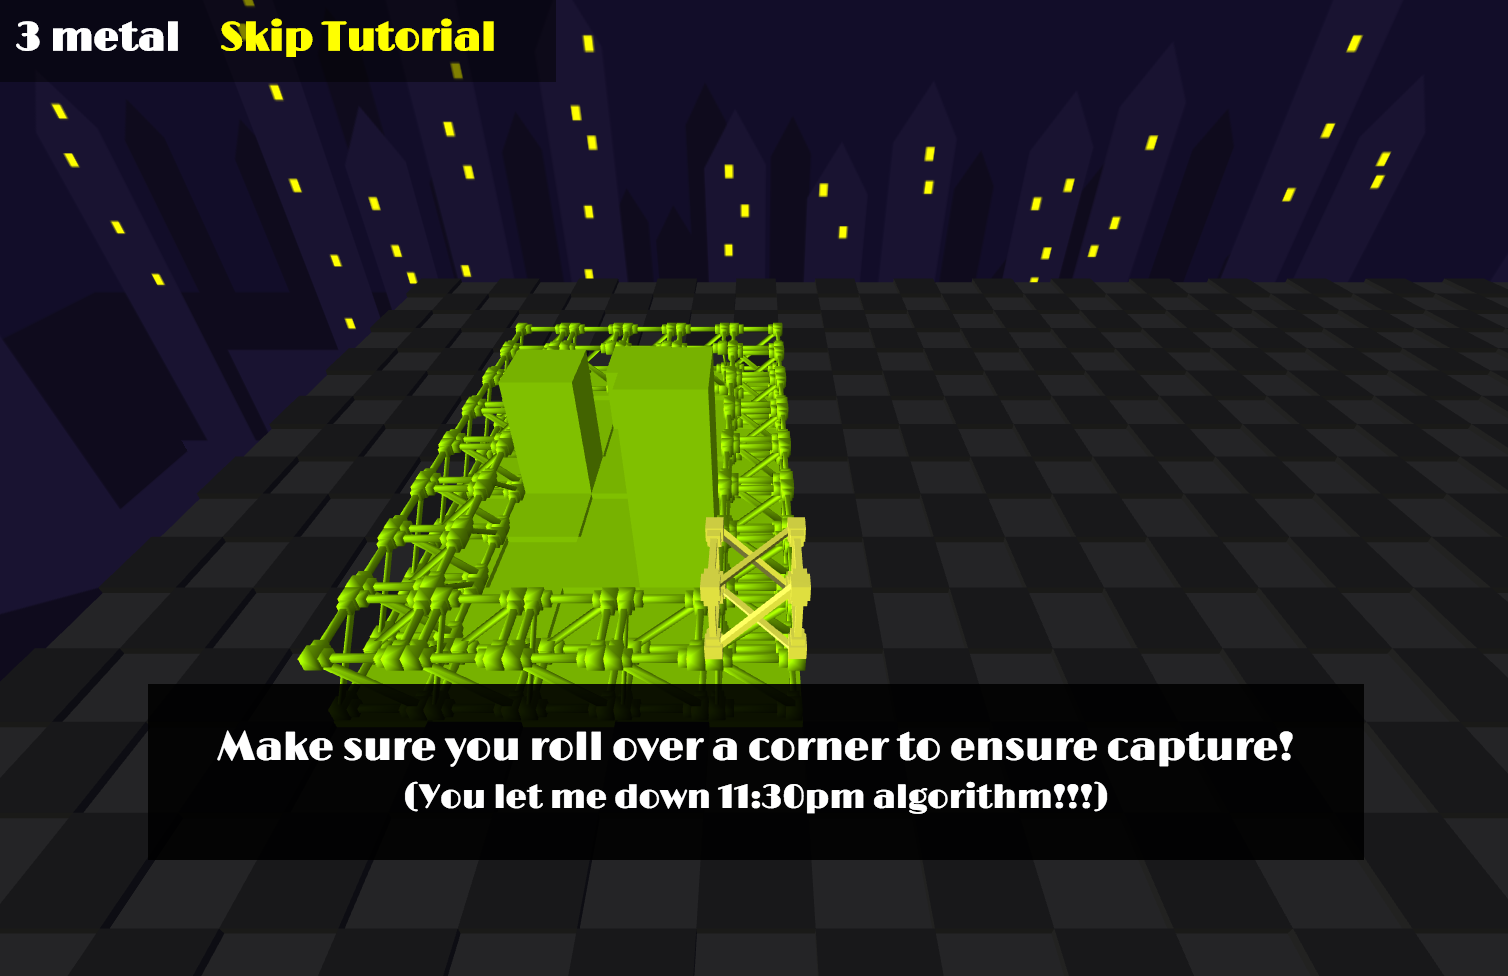 3 metal Skip Tutorial
Make sure you roll over a corner to ensure capture!
(You let me down 11:30pm algorithm!!!)